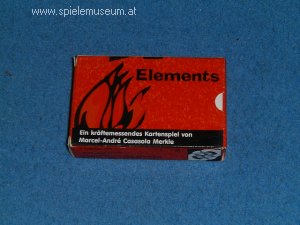 www.spielemuseum.at
Elements
Ein kräftemessendes Kartenspiel von
Marcel-André Casasola Merkle